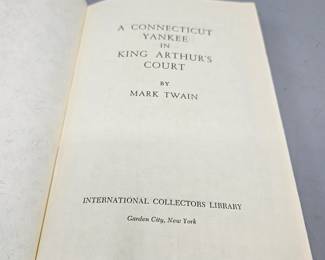 A CONNECTICUT
YANKEE
IN
KING ARTHUR'S
COURT
BY
MARK TWAIN
INTERNATIONAL COLLECTORS LIBRARY
Garden City, New York